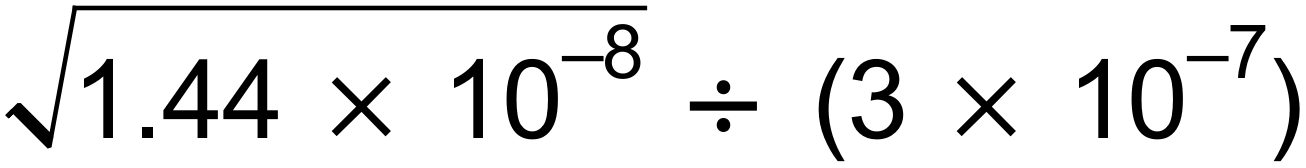 √1.44 × 10⁻⁸ ÷ (3 × 10⁻⁷)